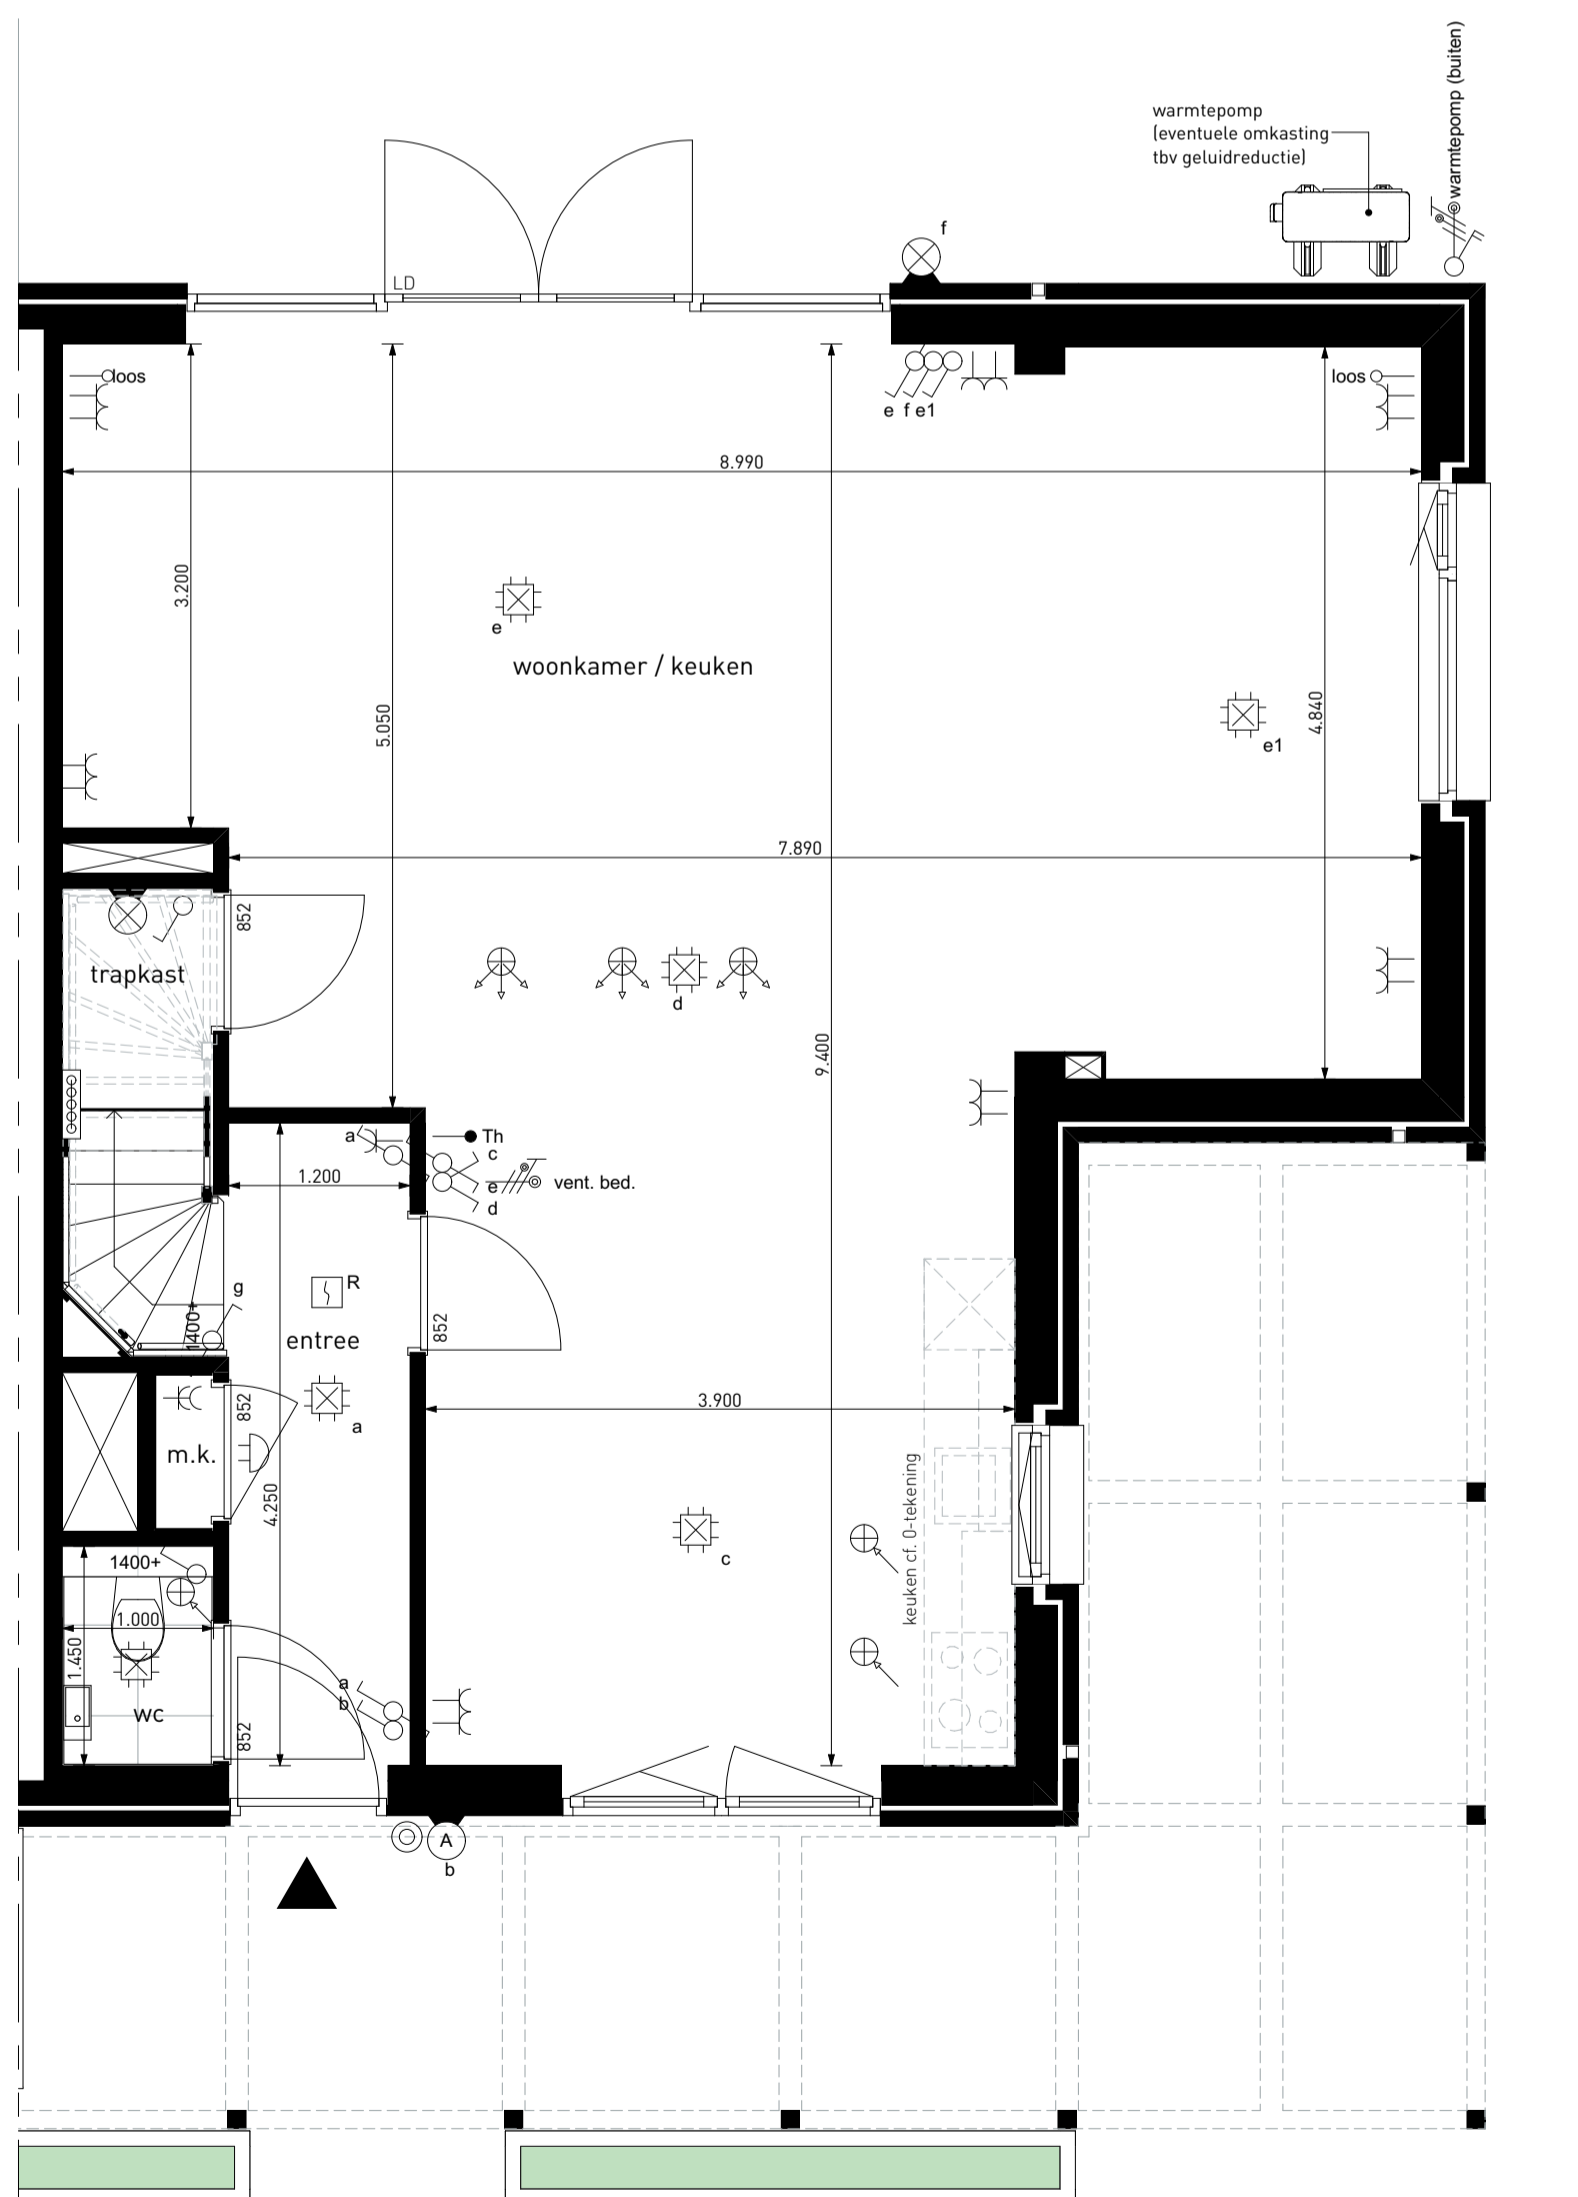 warmtepomp (buiten)
warmtepomp
(eventuele omkasting
tbv geluidreductie)
f
LD
loos
e f e1
loos
8.990
3.200
e
woonkamer / keuken
5.050
4.840
e1
7.890
852
trapkast
d
9.400
a
Th
c
1.200
e
vent. bed.
d
g
R
1400+
entree
852
852
3.900
a
m.k.
4.250
keuken cf. 0-tekening
c
1400+
1.000
1.450
a
b
wc
852
A
b